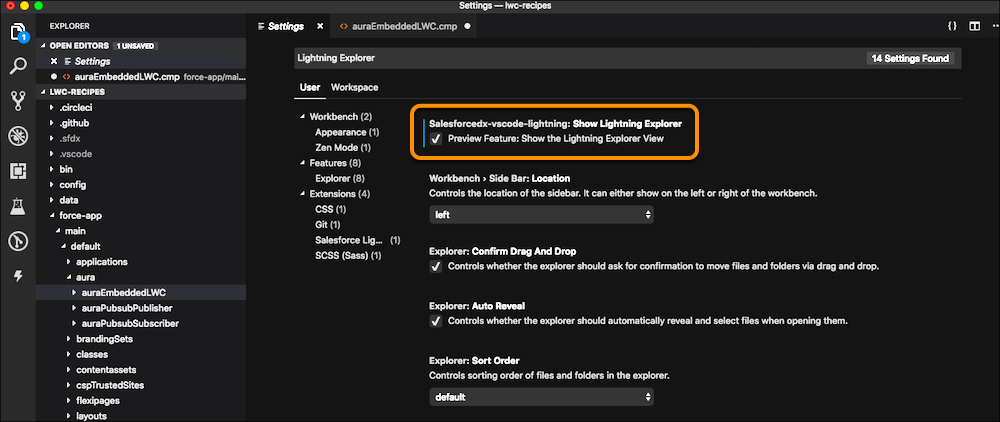 Settings — lwc-recipes
1
EXPLORER
OPEN EDITORS 1 UNSAVED
Settings
auraEmbeddedLWC.cmp force-app/mai...
LWC-RECIPES
.circleci
.github
.sfdx
.vscode
bin
config
data
force-app
main
default
applications
aura
auraEmbeddedLWC
auraPubsubPublisher
auraPubsubSubscriber
brandingSets
classes
contentassets
cspTrustedSites
flexipages
layouts
Settings
auraEmbeddedLWC.cmp
Lightning Explorer
14 Settings Found
User Workspace
Workbench (2)
Appearance (1)
Zen Mode (1)
Features (8)
Explorer (8)
Extensions (4)
CSS (1)
Git (1)
Salesforce Lig... (1)
SCSS (Sass) (1)
Salesforcedx-vscode-lightning: Show Lightning Explorer
Preview Feature: Show the Lightning Explorer View
Workbench › Side Bar: Location
Controls the location of the sidebar. It can either show on the left or right of the workbench.
left
Explorer: Confirm Drag And Drop
Controls whether the explorer should ask for confirmation to move files and folders via drag and drop.
Explorer: Auto Reveal
Controls whether the explorer should automatically reveal and select files when opening them.
Explorer: Sort Order
Controls sorting order of files and folders in the explorer.
default